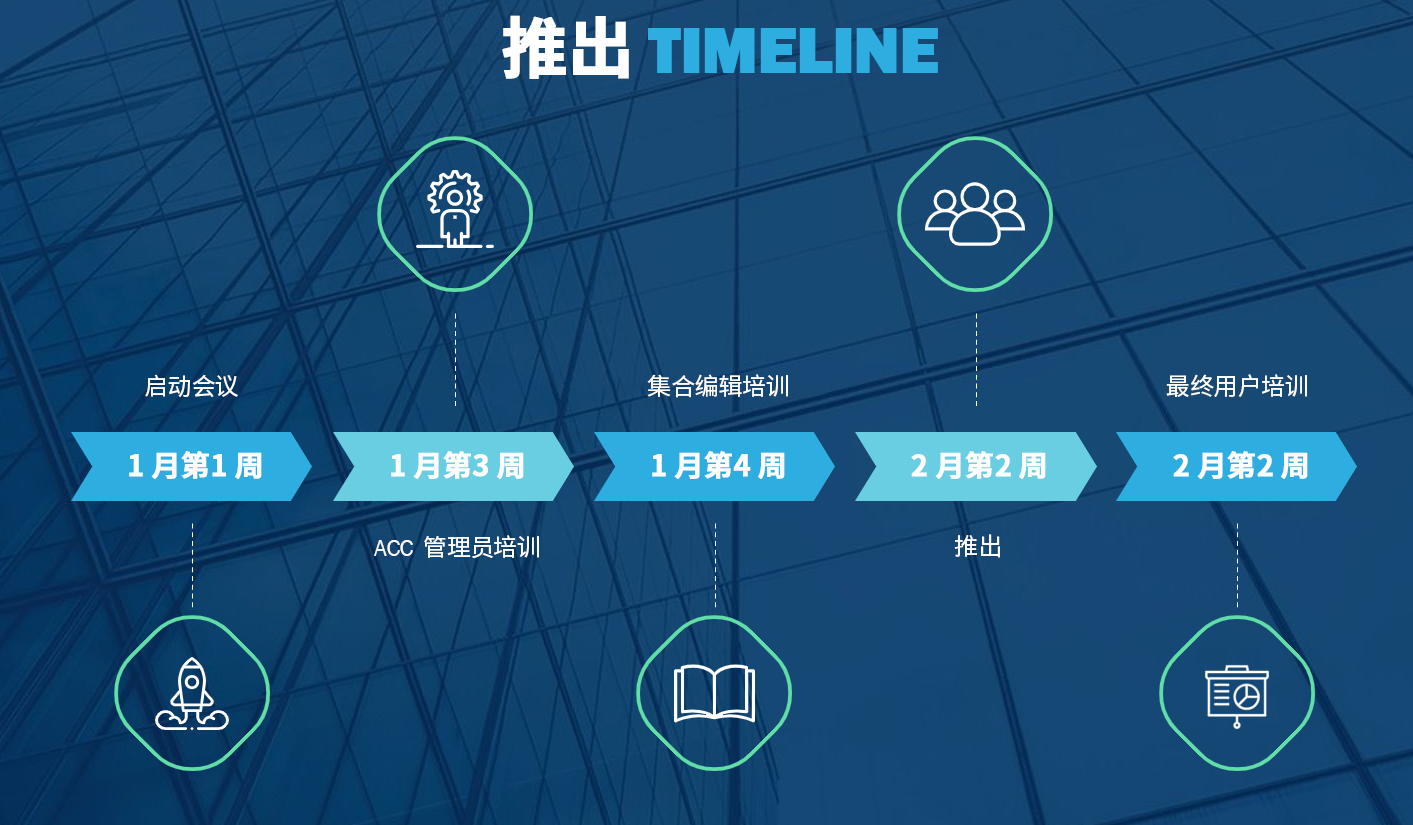 推出 TIMELINE
启动会议
集合编辑培训
最终用户培训
1 月第1 周
1 月第3 周
1 月第4 周
2 月第2 周
2 月第2 周
ACC 管理员培训
推出